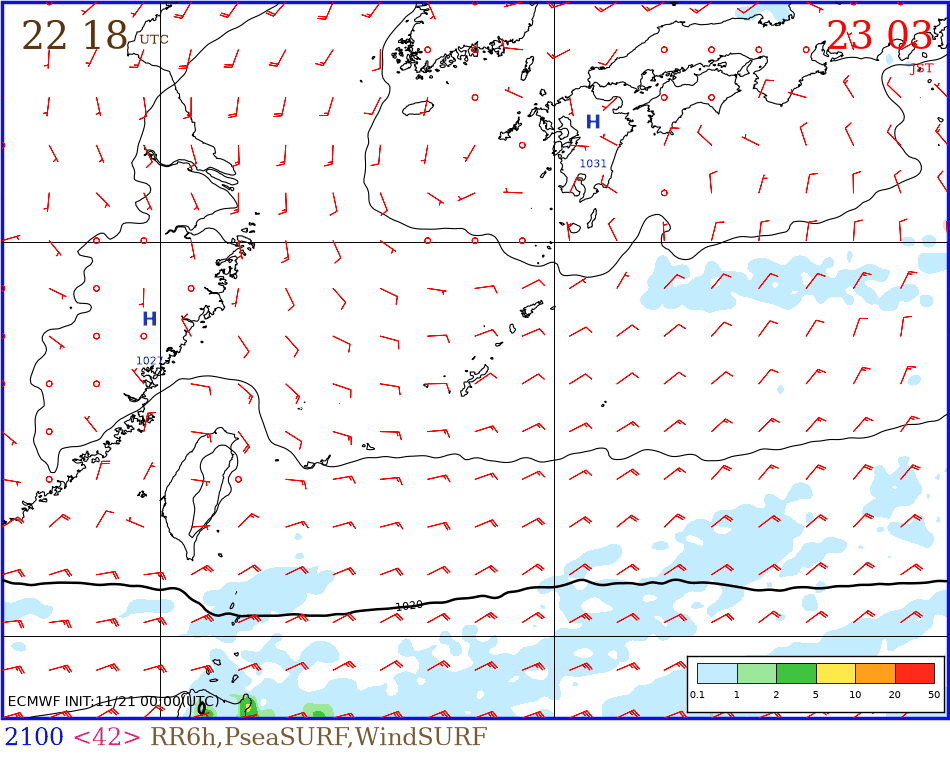 22 18 UTC 23 03
JST
H
1031
H
1027
1020
0.1 1 2 5 10 20 50
ECMWF INIT:11/21 00:00(UTC)
2100 <42> RR6h,PseaSURF,WindSURF